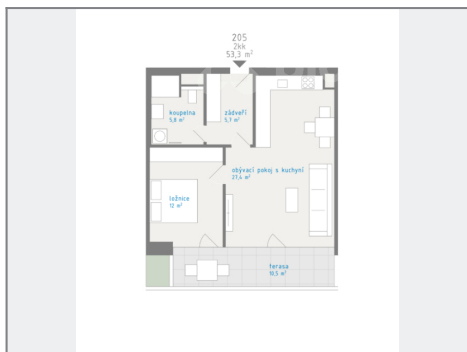 205
2kk
53,3 m²
koupelna
5,8 m²
zádveří
5,7 m²
obývací pokoj s kuchyní
27,4 m²
ložnice
12 m²
terasa
10,5 m²